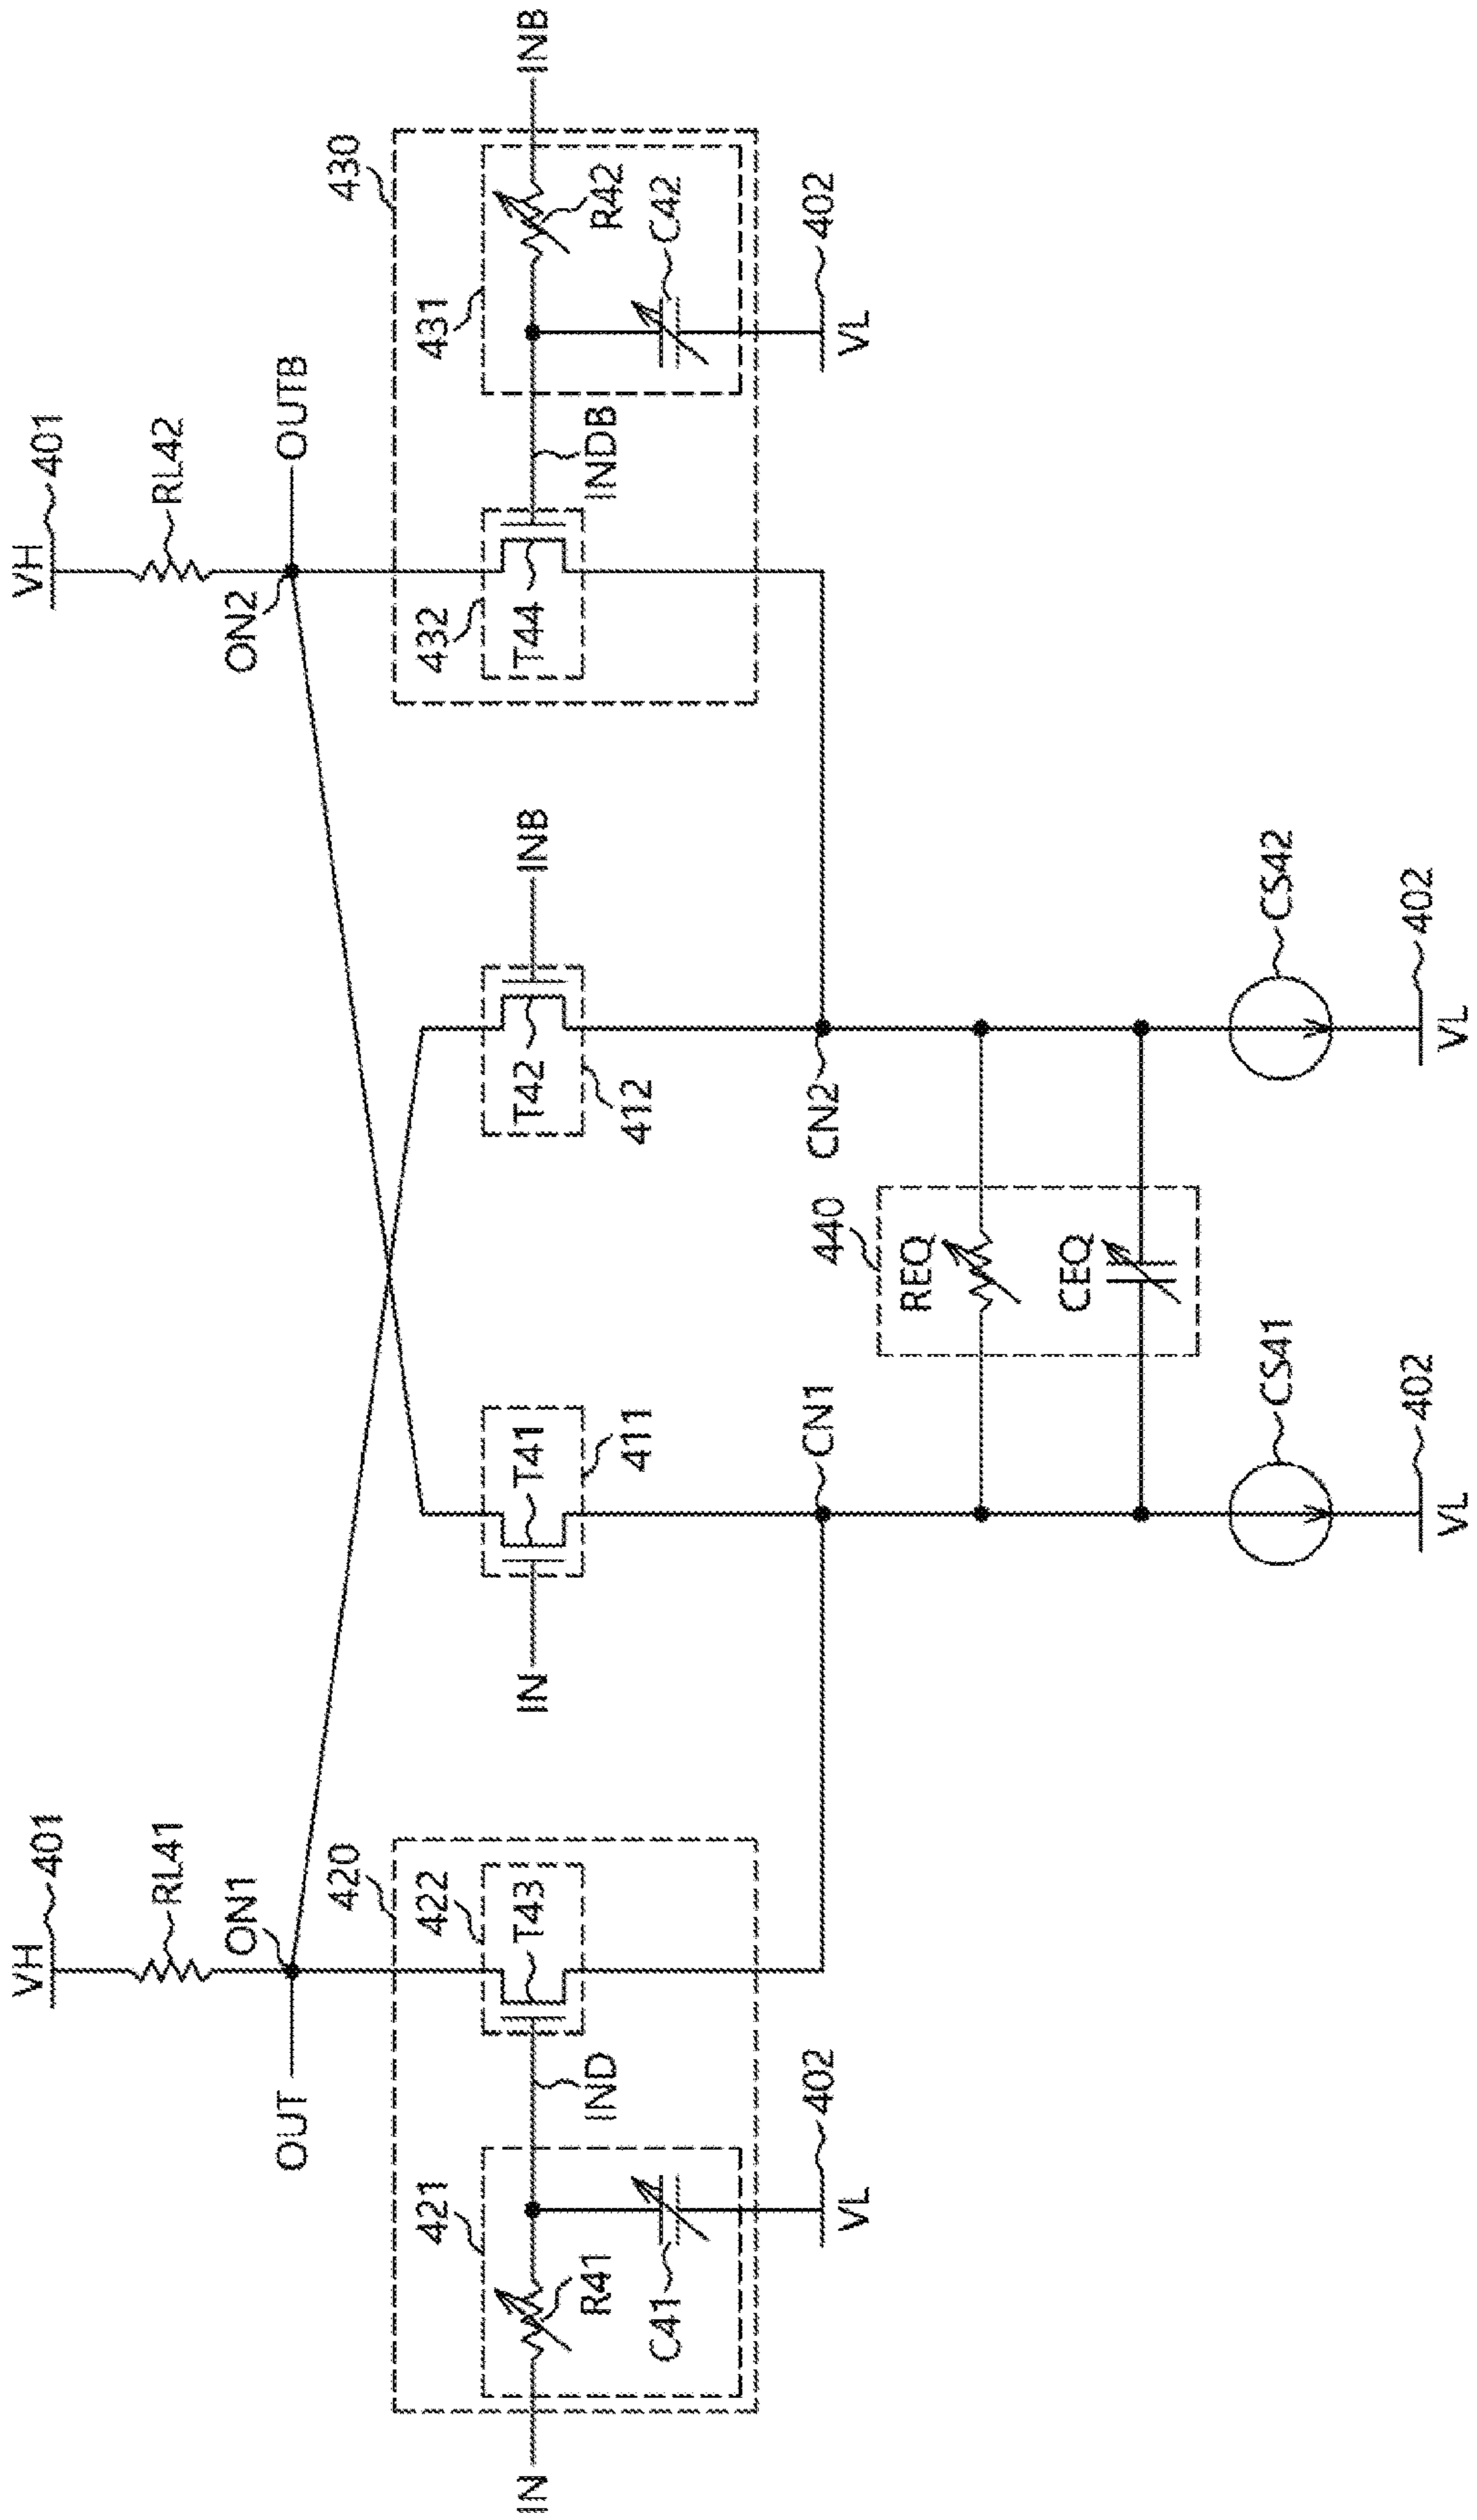 VH
401
RL41
ON1
OUT
VH
401
RL42
ON2
OUTB
420
422
T43
421
IND
IN
R41
C41
402
VL
IN
T41
411
T42
412
INB
430
431
432
T44
INDB
INB
R42
C42
402
VL
CN1
CN2
440
REQ
CEQ
CS41
CS42
402
VL
402
VL